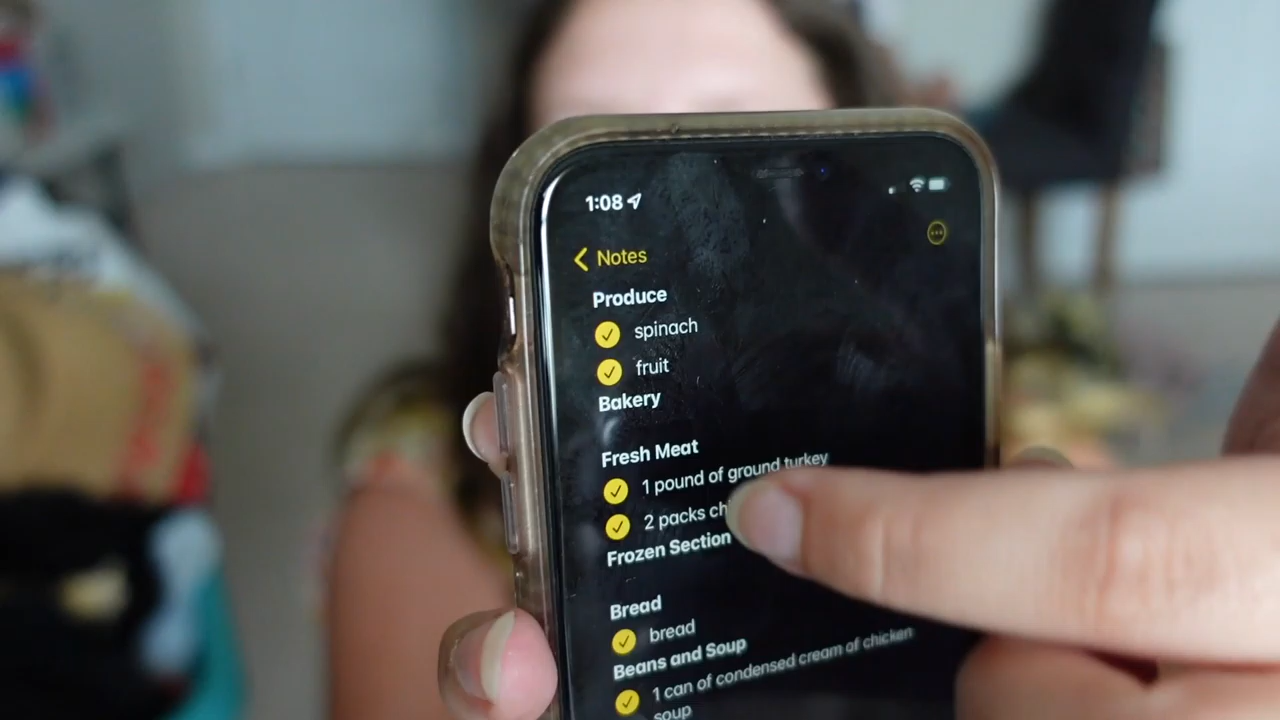 1:08
Notes
Produce
spinach
fruit
Bakery
Fresh Meat
1 pound of ground turkey
2 packs
Frozen Section
Bread
bread
Beans and Soup
1 can of condensed cream of chicken
soup